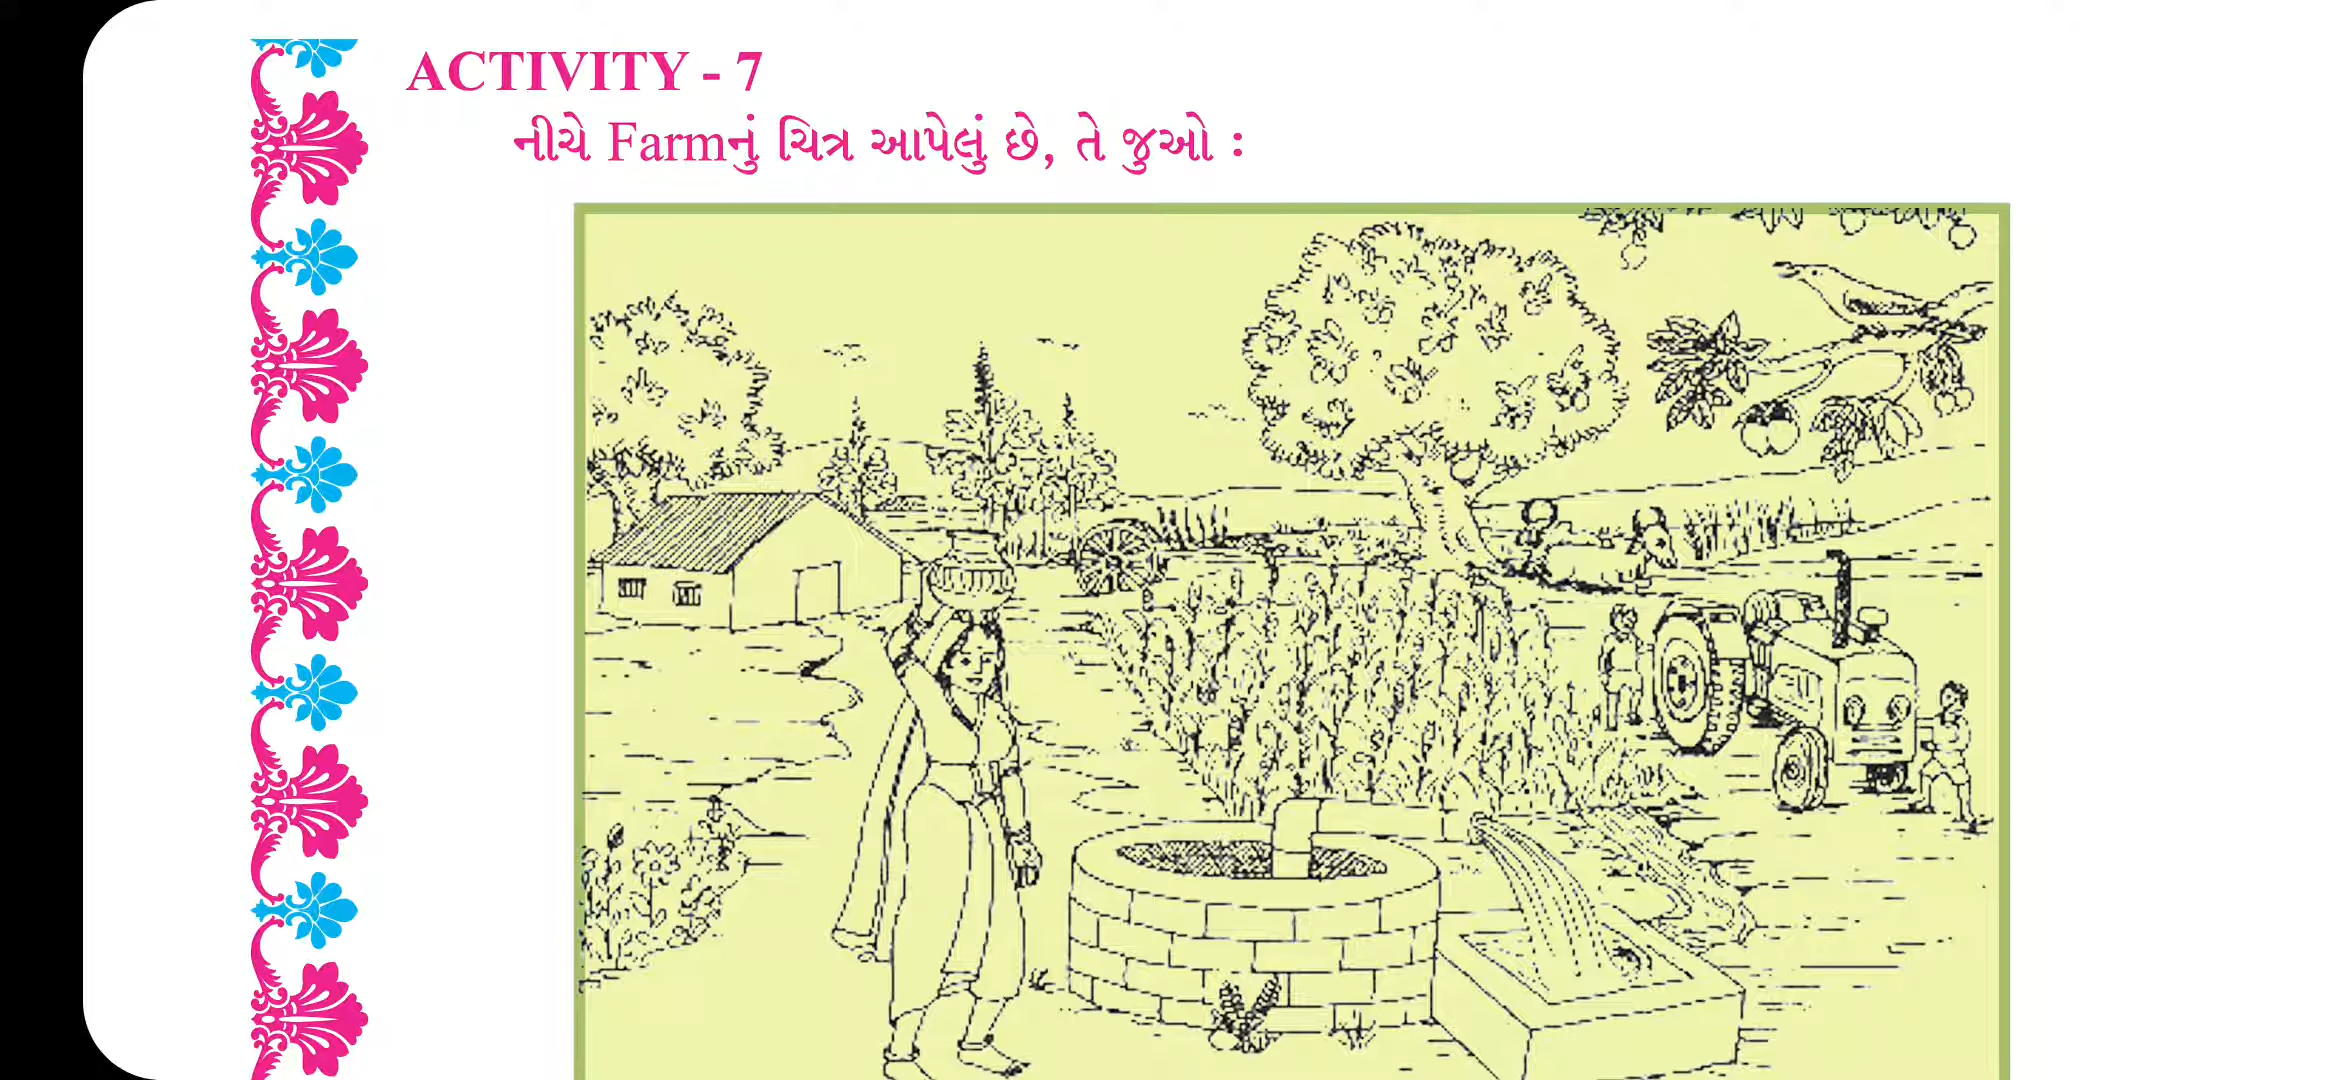 ACTIVITY - 7
નીચે Farmનું ચિત્ર આપેલું છે, તે જુઓ :